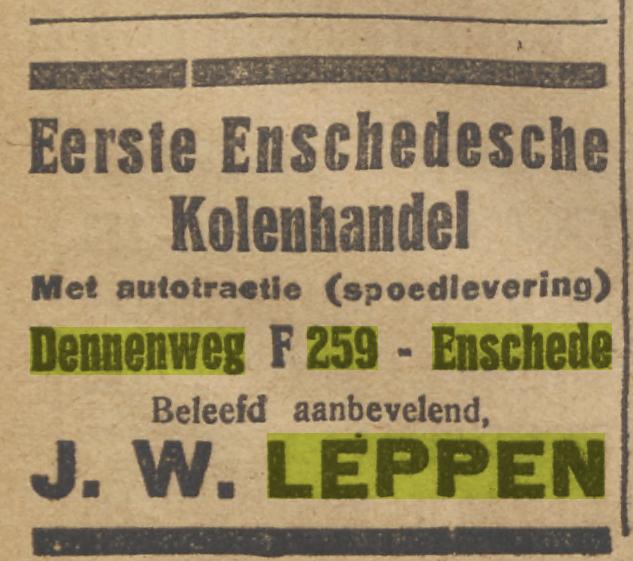 Eerste Enschedesche
Kolenhandel
Met autotractie (spoedlevering)
Dennenweg F 259 - Enschede
Beleefd aanbevelend,
J. W. LEPPEN